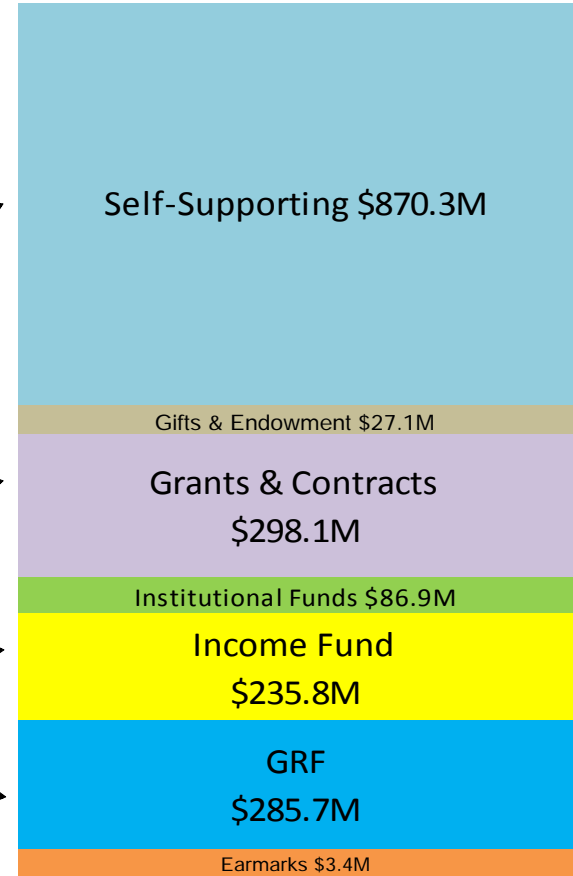 Self-Supporting $870.3M
Gifts & Endowment $27.1M
Grants & Contracts
$298.1M
Institutional Funds $86.9M
Income Fund
$235.8M
GRF
$285.7M
Earmarks $3.4M